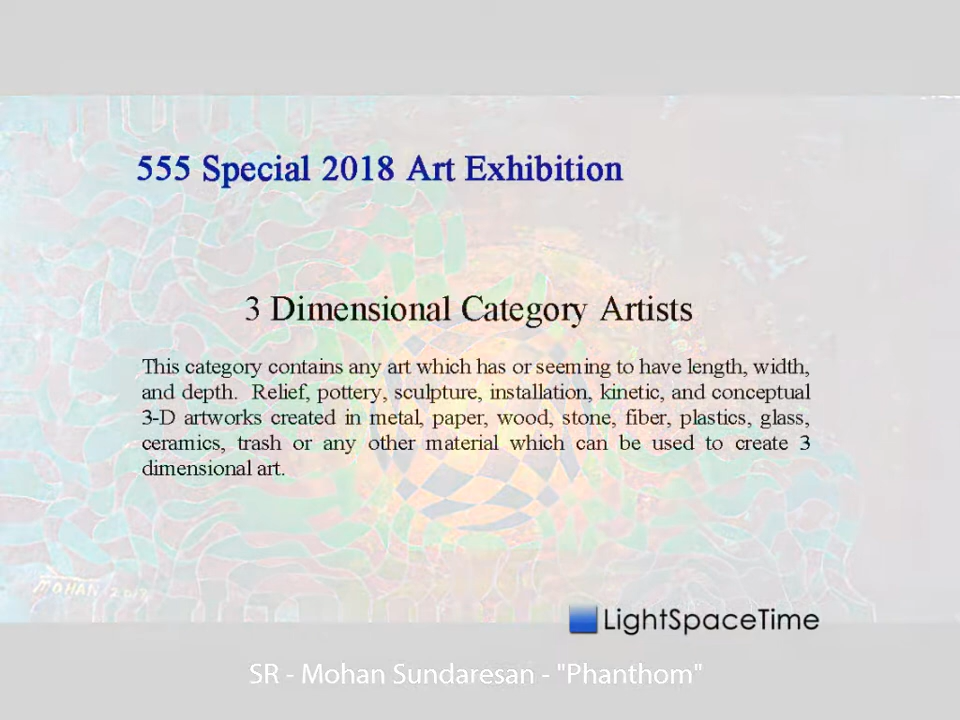 555 Special 2018 Art Exhibition
3 Dimensional Category Artists
This category contains any art which has or seeming to have length, width,
and depth. Relief, pottery, sculpture, installation, kinetic, and conceptual
3-D artworks created in metal, paper, wood, stone, fiber, plastics, glass,
ceramics, trash or any other material which can be used to create 3
dimensional art.
MOHAN
LightSpaceTime
SR - Mohan Sundaresan - "Phanthom"